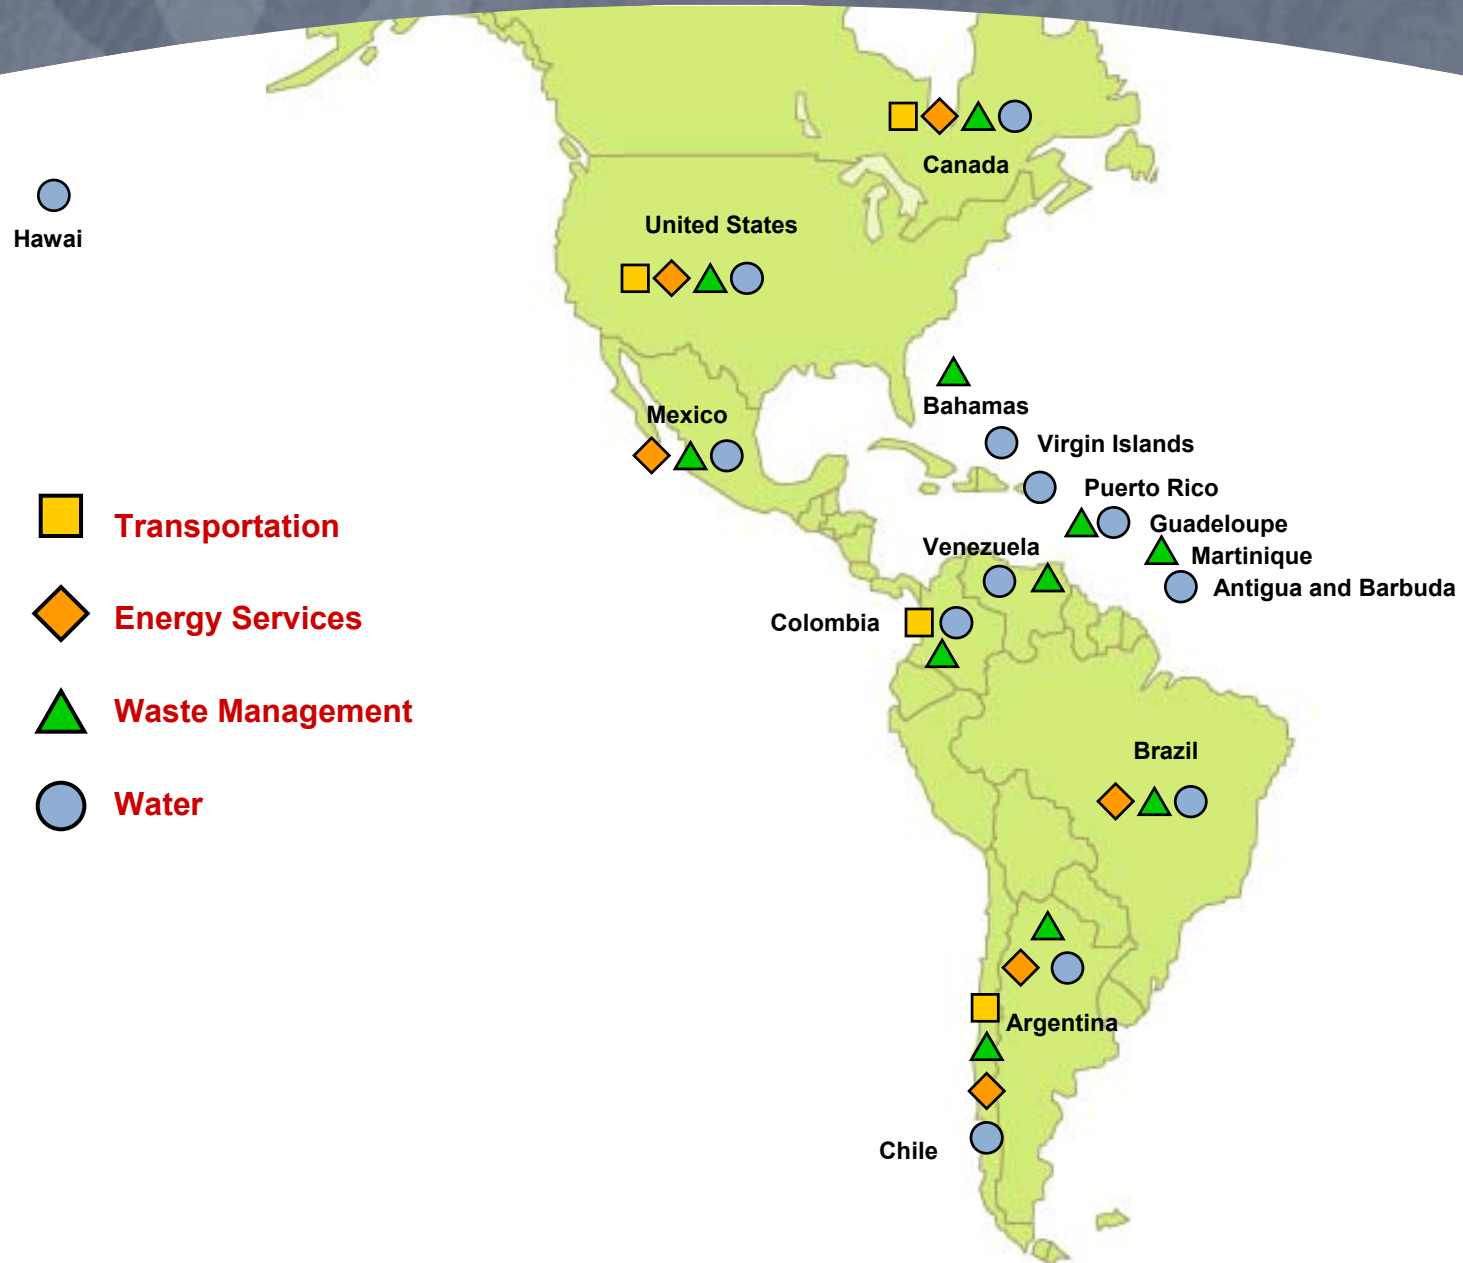 Canada
Hawai
United States
Bahamas
Mexico
Virgin Islands
Puerto Rico
Transportation
Guadeloupe
Venezuela
Martinique
Antigua and Barbuda
Energy Services
Colombia
Waste Management
Brazil
Water
Argentina
Chile